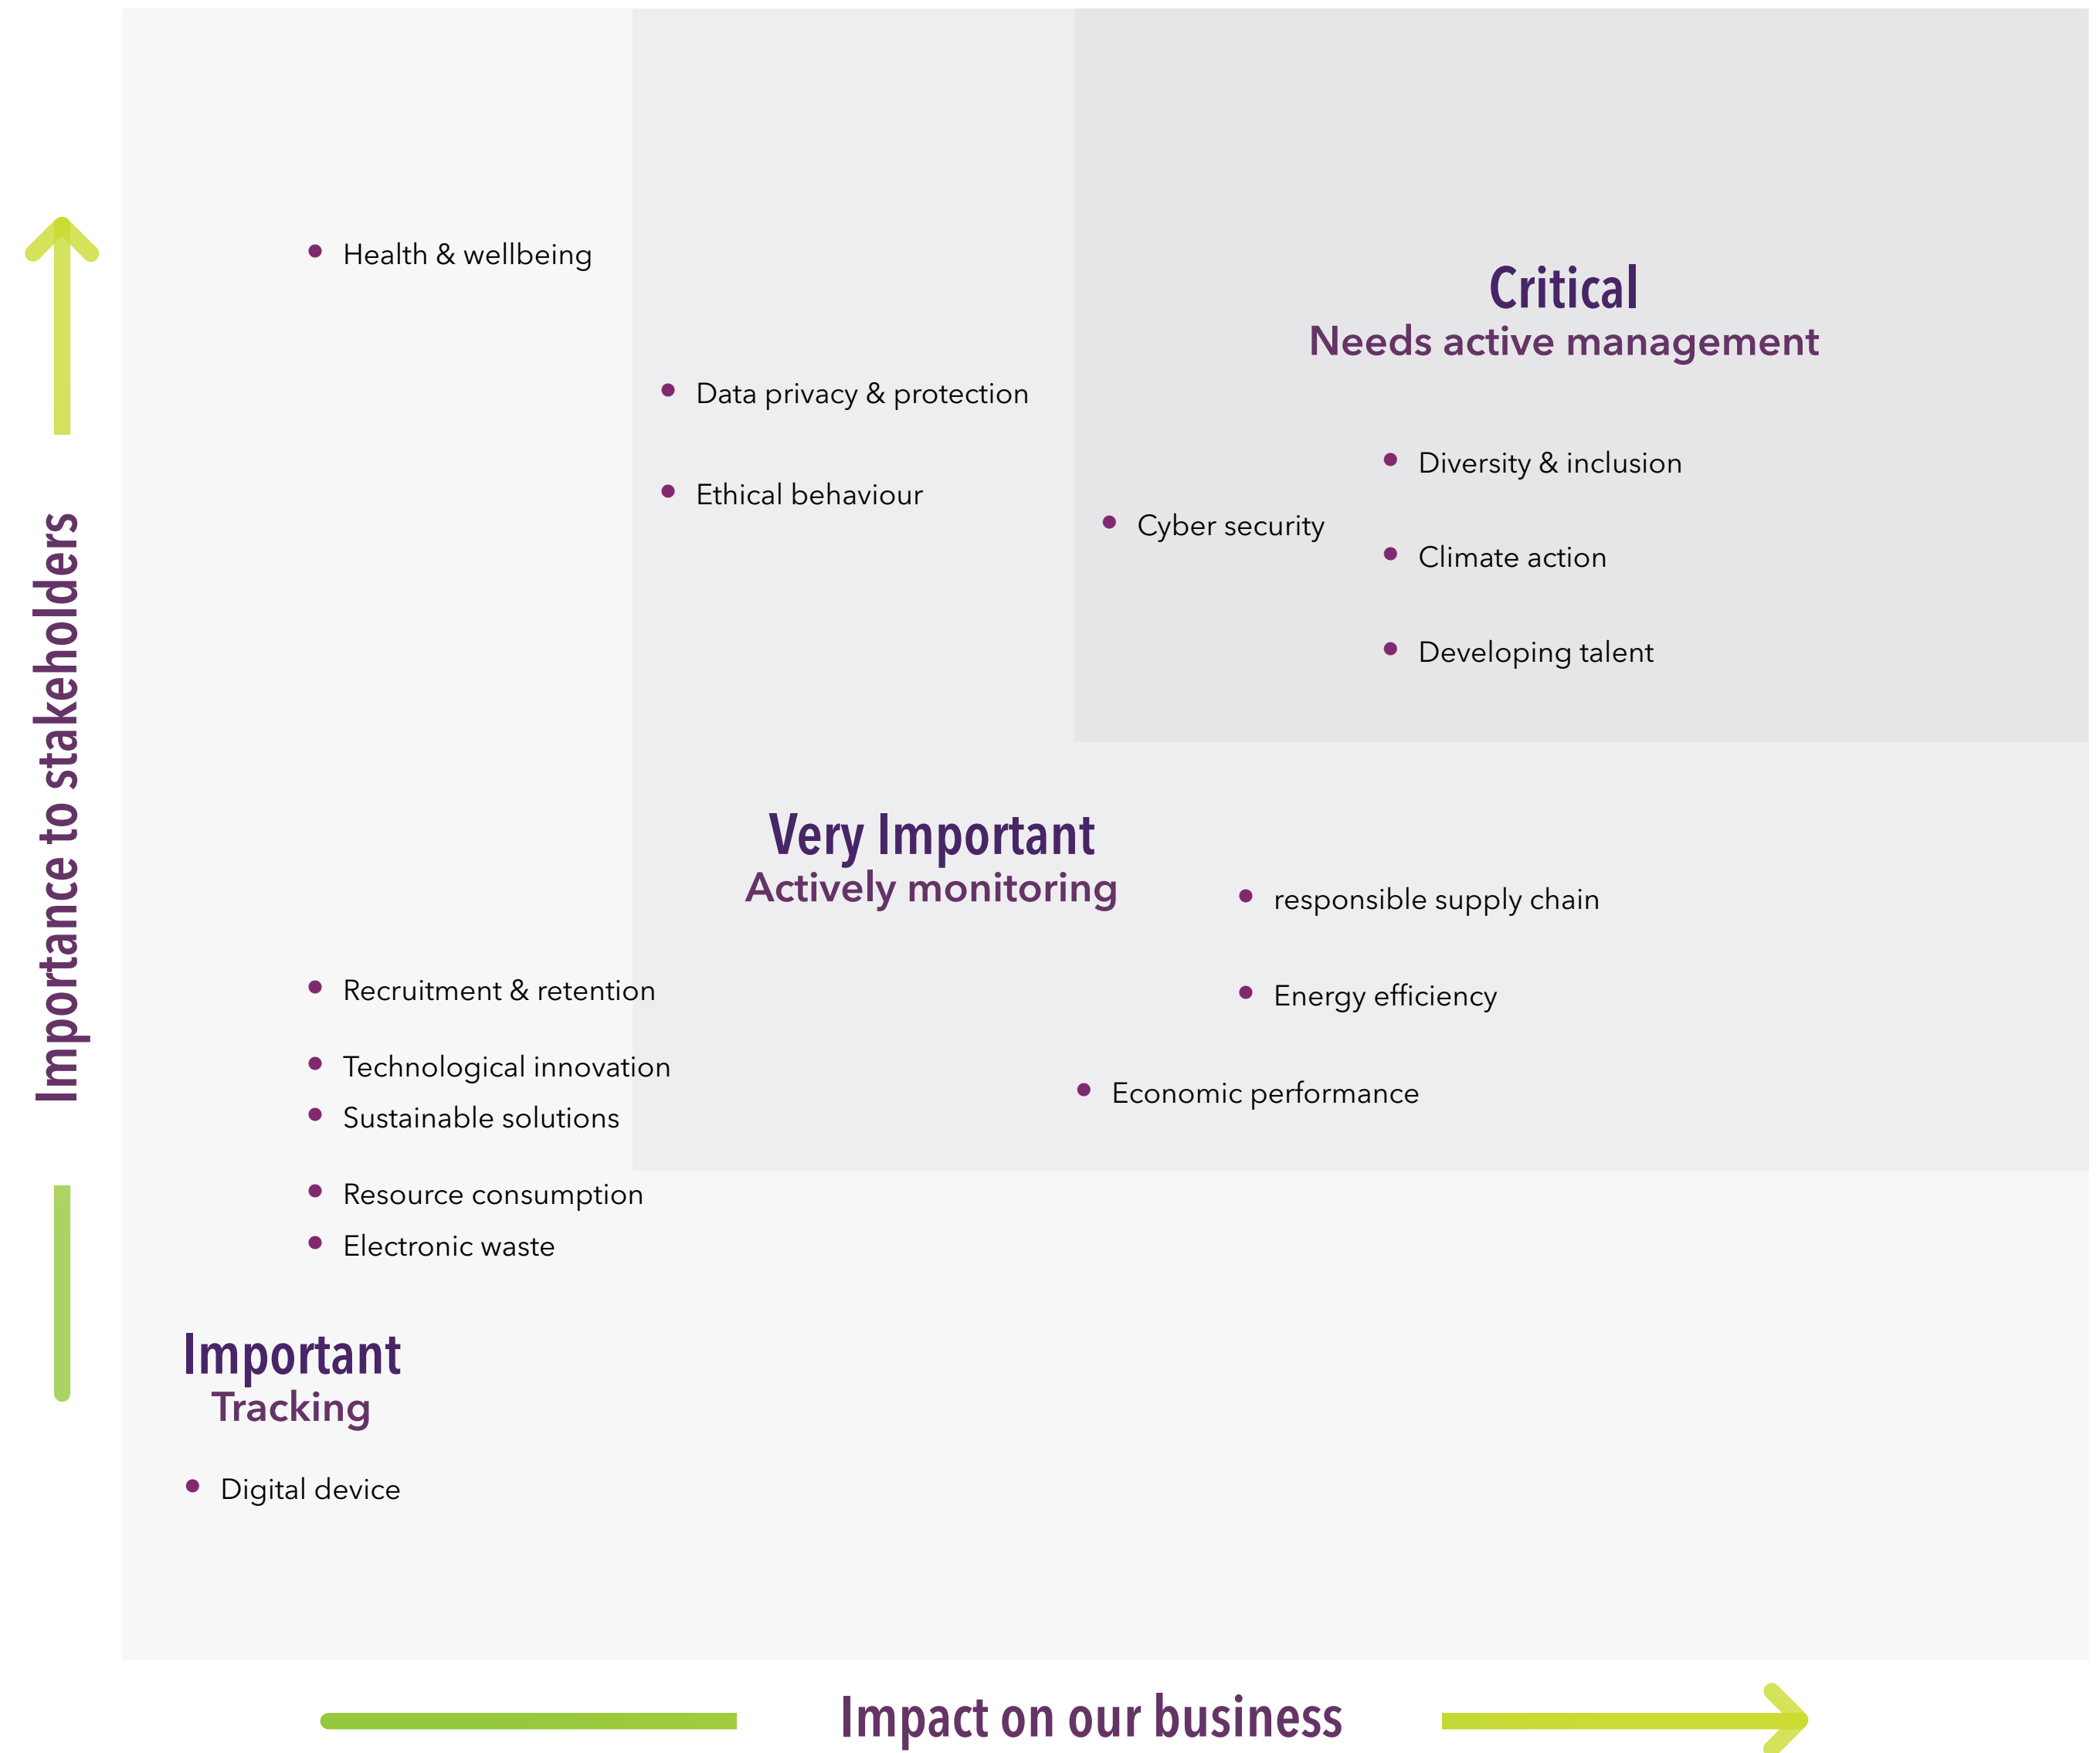 Health & wellbeing
Critical
Needs active management
Data privacy & protection
Diversity & inclusion
Ethical behaviour
Cyber security
Climate action
Developing talent
Importance to stakeholders
Very Important
Actively monitoring
responsible supply chain
Recruitment & retention
Energy efficiency
Technological innovation
Economic performance
Sustainable solutions
Resource consumption
Electronic waste
Important
Tracking
Digital device
Impact on our business